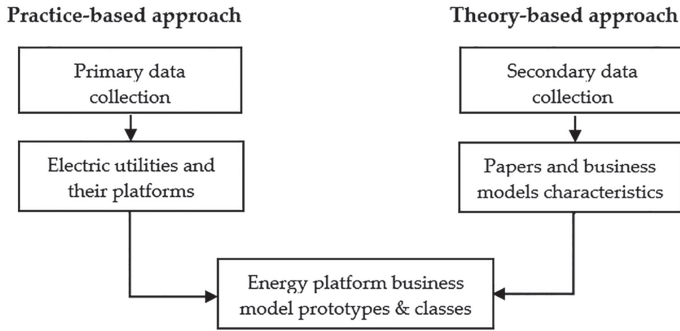 Practice-based approach
Theory-based approach
Primary data
collection
Secondary data
collection
Electric utilities and
their platforms
Papers and business
models characteristics
Energy platform business
model prototypes & classes